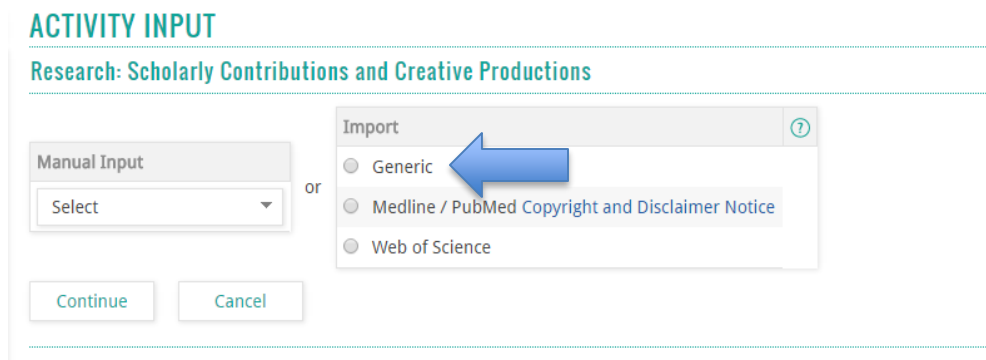 ACTIVITY INPUT
Research: Scholarly Contributions and Creative Productions
Manual Input
Select
or
Import ?
Generic
Medline / PubMed Copyright and Disclaimer Notice
Web of Science
Continue Cancel